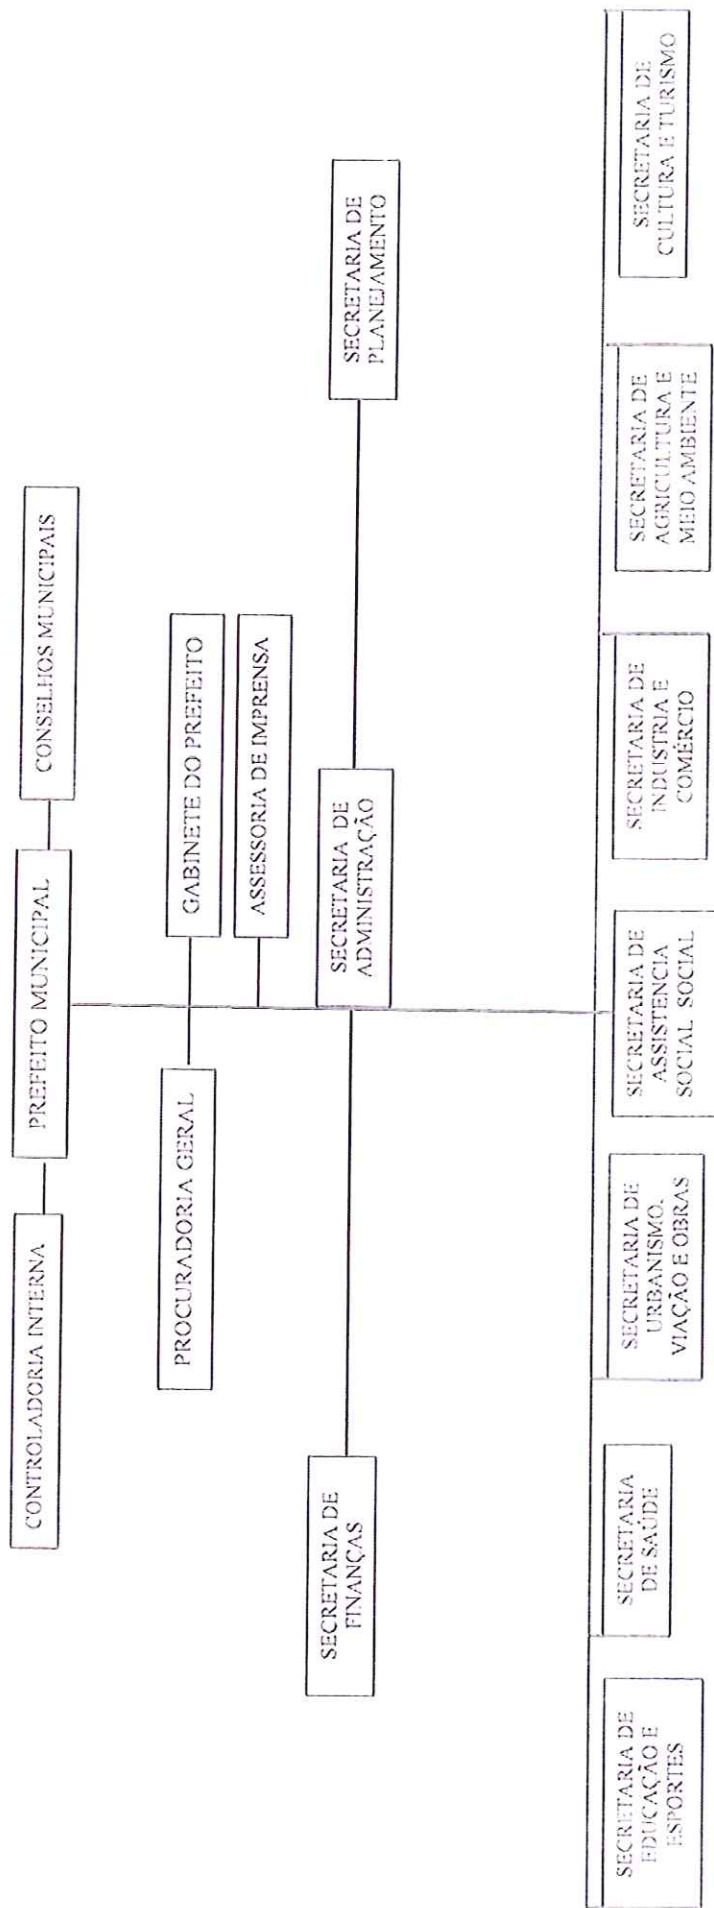 CONTROLADORIA INTERNA
PREFEITO MUNICIPAL
CONSELHOS MUNICIPAIS
PROCURADORIA GERAL
GABINETE DO PREFEITO
ASSESSORIA DE IMPRENSA
SECRETARIA DE
FINANÇAS
SECRETARIA DE
ADMINISTRAÇÃO
SECRETARIA DE
PLANEJAMENTO
SECRETARIA DE
EDUCAÇÃO E
ESPORTES
SECRETARIA
DE SAÚDE
SECRETARIA DE
URBANISMO.
VIAÇÃO E OBRAS
SECRETARIA DE
ASSISTENCIA
SOCIAL SOCIAL
SECRETARIA DE
INDUSTRIA E
COMÉRCIO
SECRETARIA DE
AGRICULTURA E
MEIO AMBIENTE
SECRETARIA DE
CULTURA E TURISMO